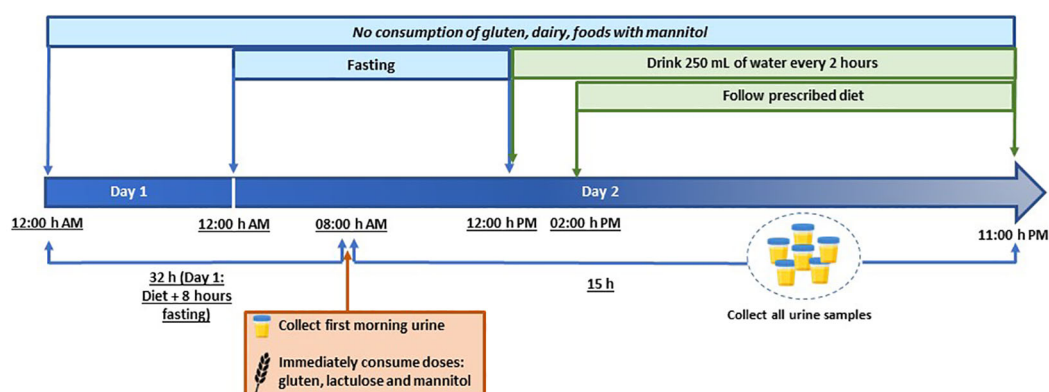 No consumption of gluten, dairy, foods with mannitol
Fasting
Drink 250 mL of water every 2 hours
Follow prescribed diet
Day 1
Day 2
12:00 h AM
12:00 h AM
08:00 h AM
12:00 h PM
02:00 h PM
11:00 h PM
32 h (Day 1:
Diet + 8 hours
fasting)
15 h
Collect all urine samples
Collect first morning urine
Immediately consume doses:
gluten, lactulose and mannitol